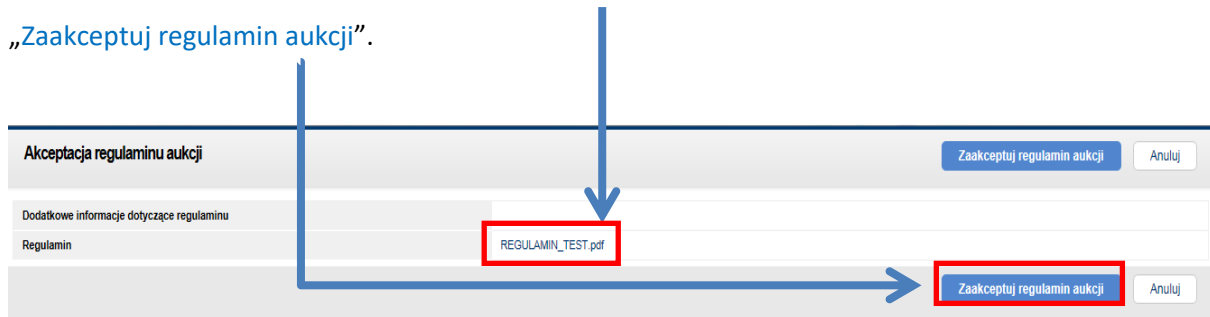 „Zaakceptuj regulamin aukcji”.
Akceptacja regulaminu aukcji Zaakceptuj regulamin aukcji Anuluj
Dodatkowe informacje dotyczące regulaminu
Regulamin REGULAMIN_TEST.pdf
Zaakceptuj regulamin aukcji Anuluj